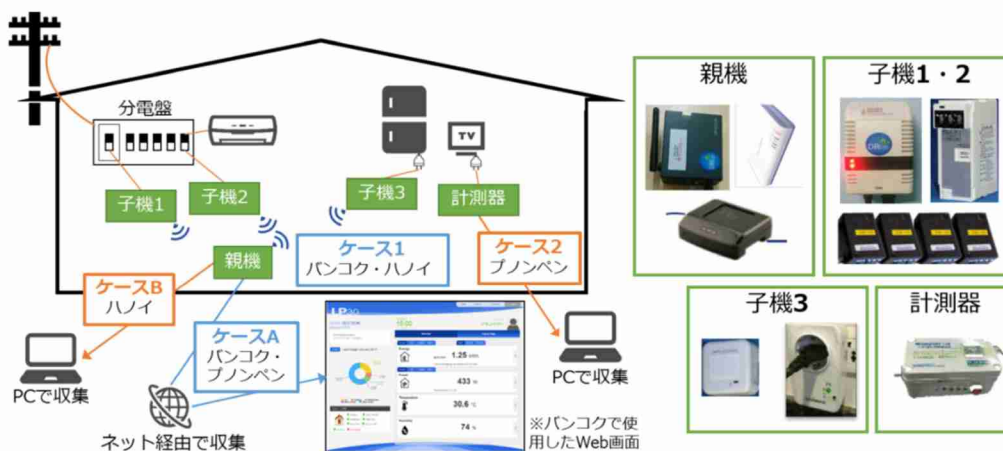 分電盤
TV
子機1
子機2
子機3
計測器
親機
ケース1
バンコク・ハノイ
ケース2
プノンペン
ケースB
ハノイ
ケースA
バンコク・
プノンペン
PCで収集
ネット経由で収集
PCで収集
※バンコクで使
用したWeb画面
1.25
433
30.6 ℃
74 %
親機
子機1・2
子機3
計測器